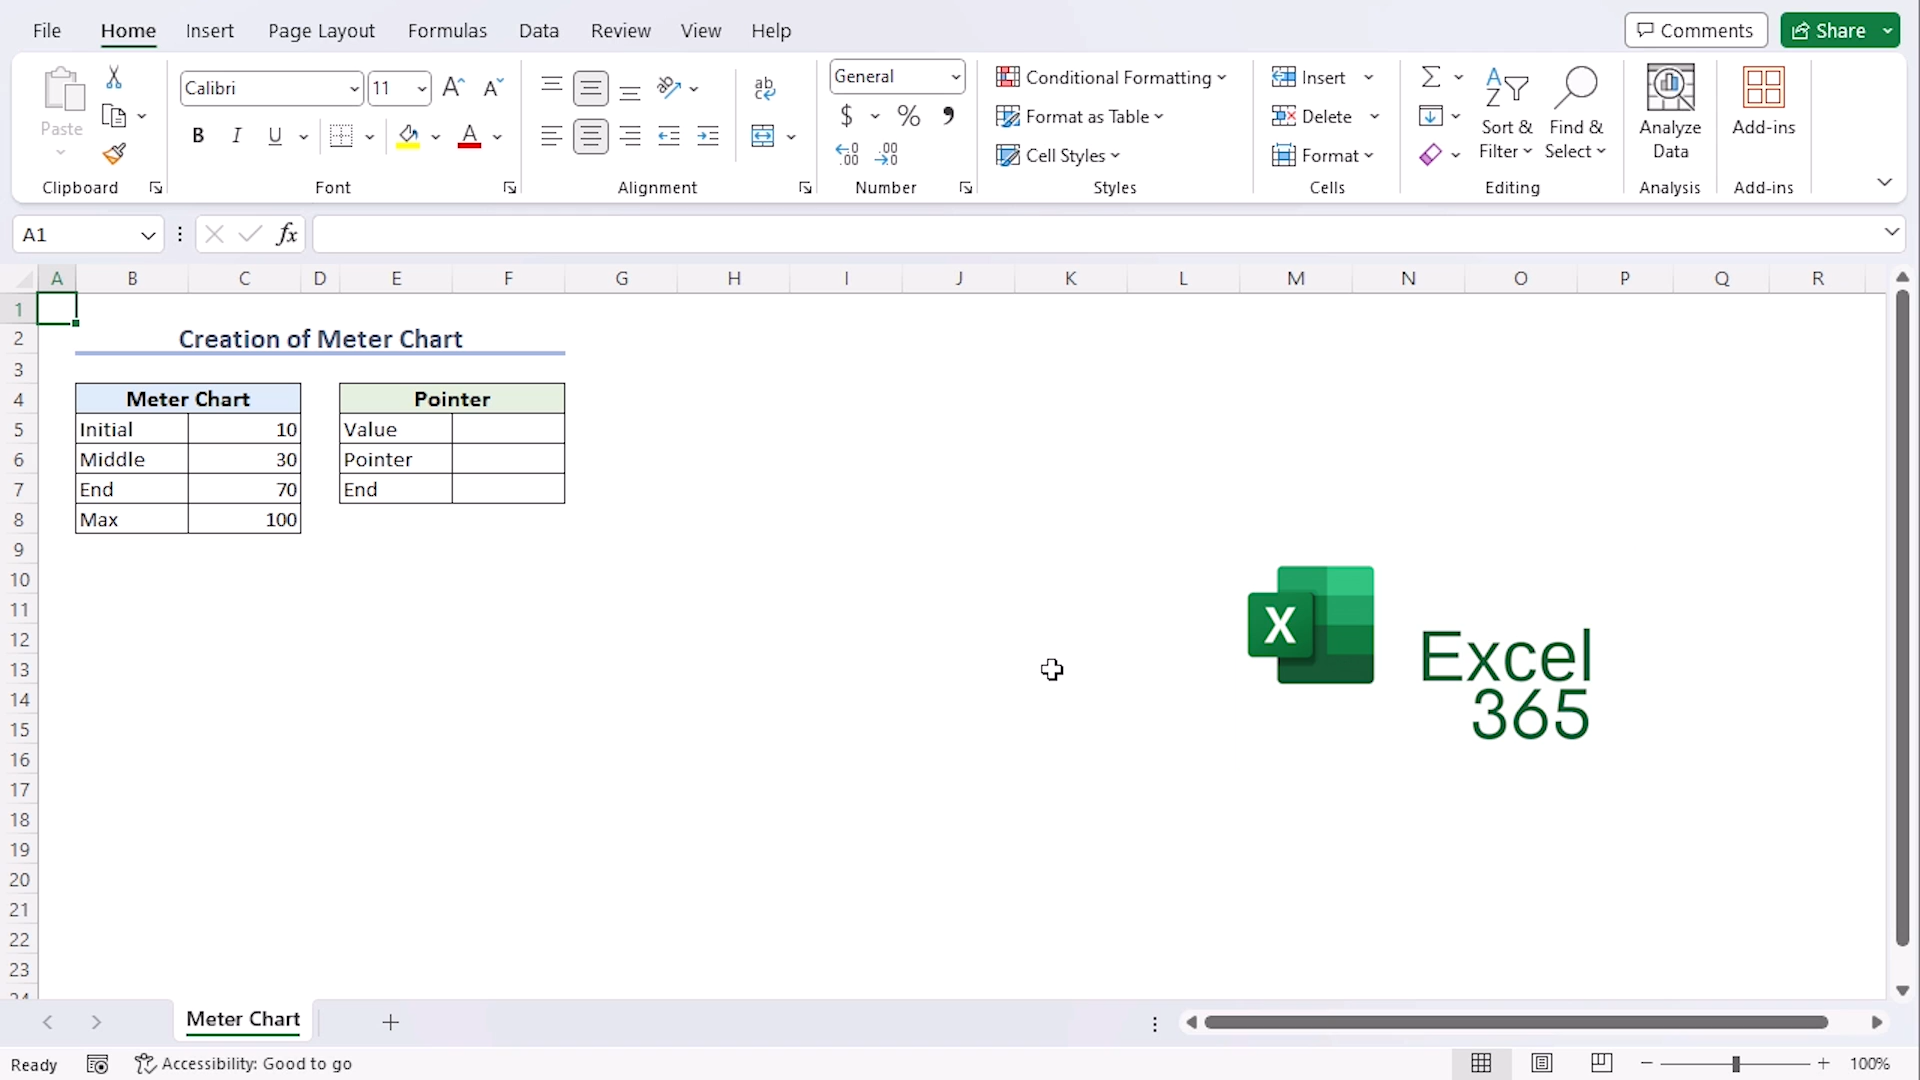 File Home Insert Page Layout Formulas Data Review View Help Comments Share
Paste
Clipboard
Calibri 11
B I U
Font
Alignment
General
Number
Conditional Formatting
Format as Table
Cell Styles
Styles
Insert
Delete
Format
Cells
Sort & Filter
Find & Select
Editing
Analyze Data
Analysis
Add-ins
Add-ins
A1 fx
A B C D E F G H I J K L M N O P Q R
1
2 Creation of Meter Chart
3
4 Meter Chart Pointer
5 Initial 10 Value
6 Middle 30 Pointer
7 End 70 End
8 Max 100
9
10
11
12
13
14
15
16
17
18
19
20
21
22
23
24
X Excel
365
Meter Chart
Ready Accessibility: Good to go 100%